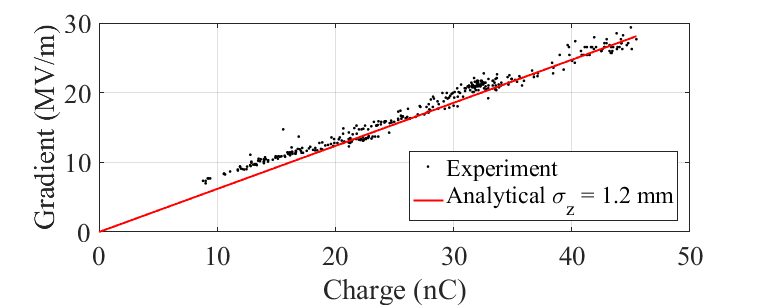 Gradient (MV/m)
30
20
10
0
0 10 20 30 40 50
Charge (nC)
Experiment
Analytical σz = 1.2 mm